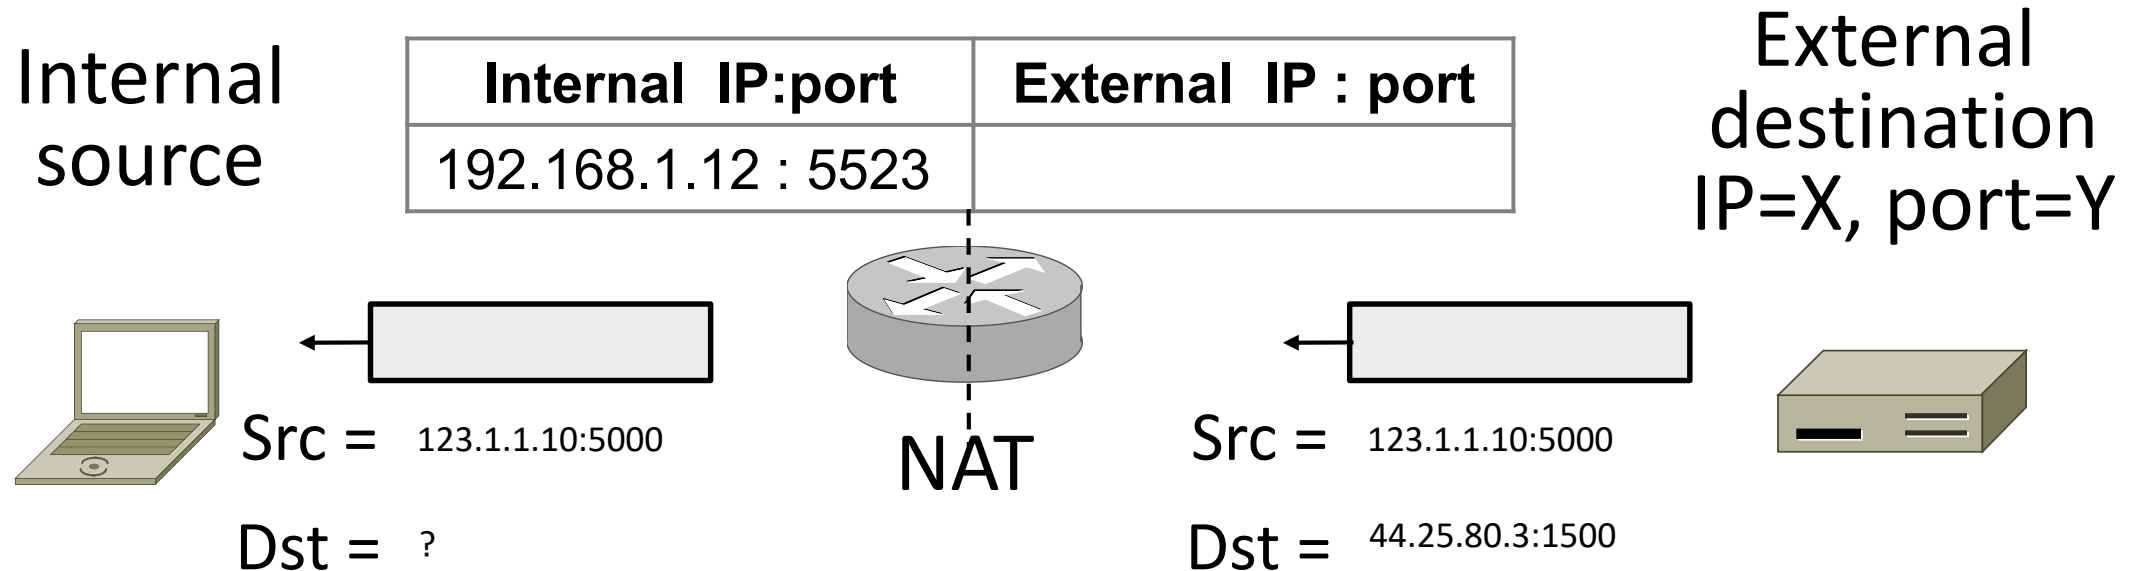 Internal
source
Internal IP:port
External IP : port
192.168.1.12 : 5523
External
destination
IP=X, port=Y
Src = 123.1.1.10:5000
Dst = ?
NAT
Src = 123.1.1.10:5000
Dst = 44.25.80.3:1500